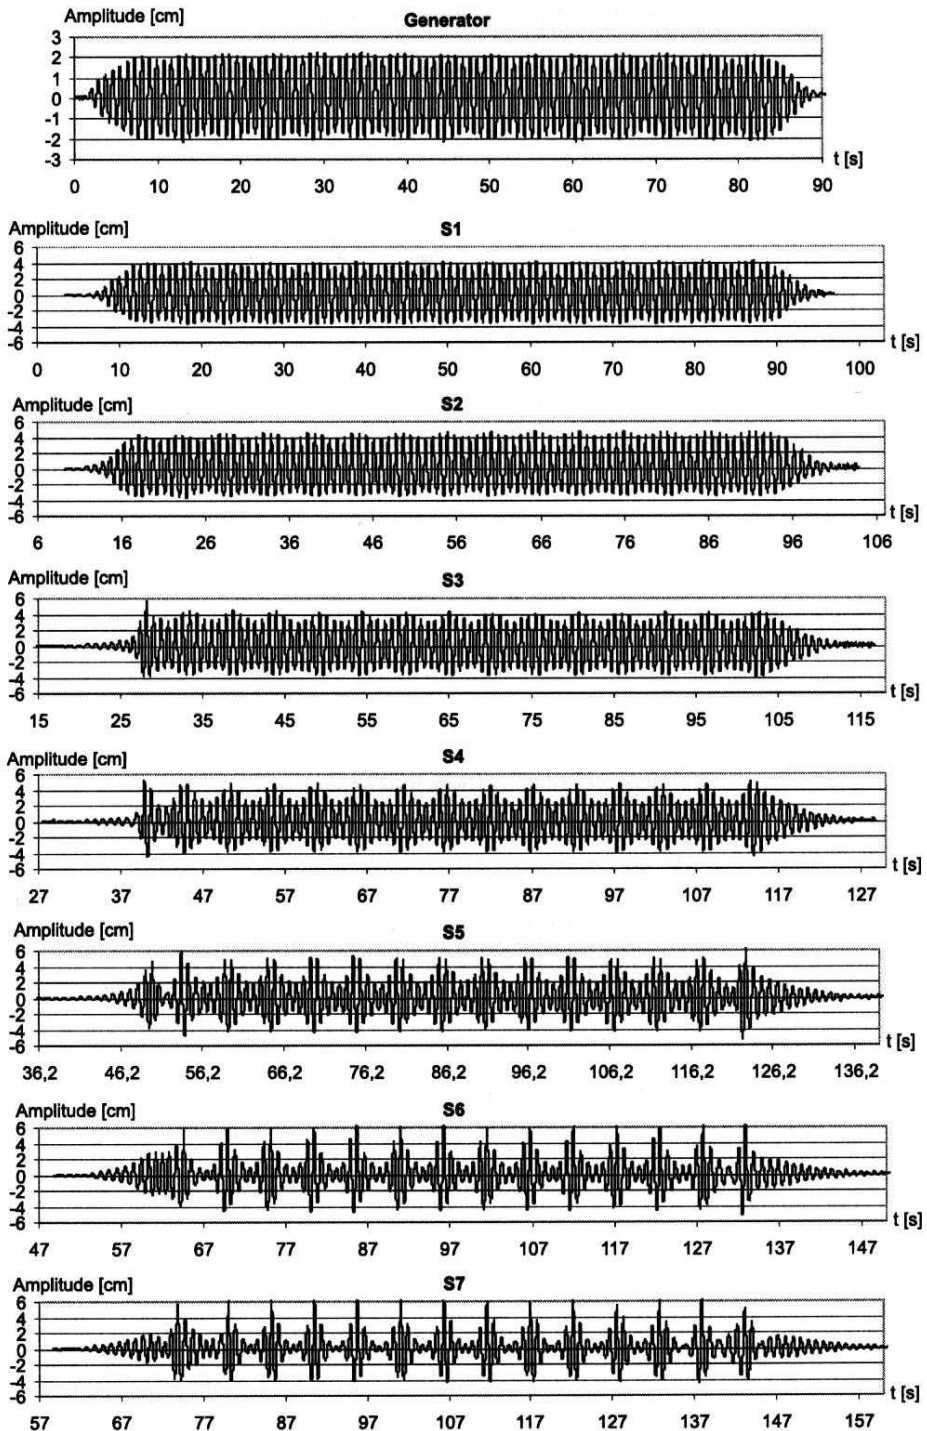 Amplitude [cm] Generator
3
2
1
0
-1
-2
-3
t [s]
0 10 20 30 40 50 60 70 80 90
Amplitude [cm] S1
6
4
2
0
-2
-4
-6
t [s]
0 10 20 30 40 50 60 70 80 90 100
Amplitude [cm] S2
6
4
2
0
-2
-4
-6
t [s]
6 16 26 36 46 56 66 76 86 96 106
Amplitude [cm] S3
6
4
2
0
-2
-4
-6
t [s]
15 25 35 45 55 65 75 85 95 105 115
Amplitude [cm] S4
6
4
2
0
-2
-4
-6
t [s]
27 37 47 57 67 77 87 97 107 117 127
Amplitude [cm] S5
6
4
2
0
-2
-4
-6
t [s]
36,2 46,2 56,2 66,2 76,2 86,2 96,2 106,2 116,2 126,2 136,2
Amplitude [cm] S6
6
4
2
0
-2
-4
-6
t [s]
47 57 67 77 87 97 107 117 127 137 147
Amplitude [cm] S7
6
4
2
0
-2
-4
-6
t [s]
57 67 77 87 97 107 117 127 137 147 157